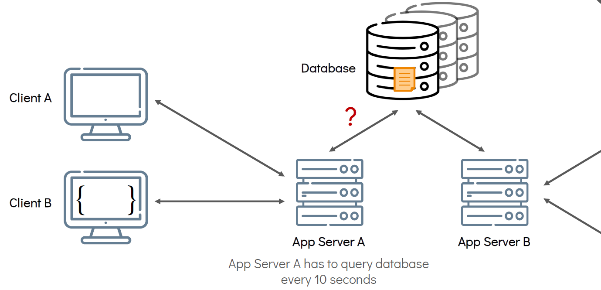 Database
Client A
?
Client B
{ }
App Server A
App Server B
App Server A has to query database
every 10 seconds